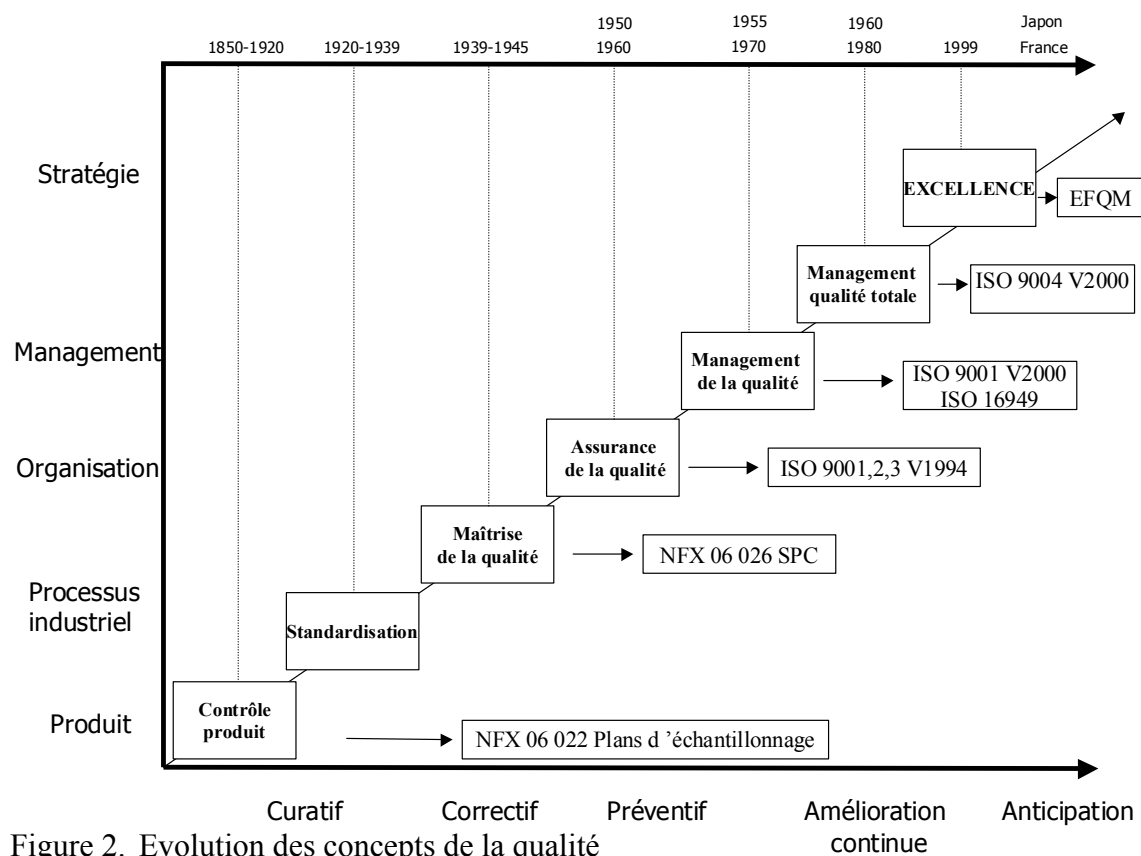 1950 1955 1960 Japon
1850-1920 1920-1939 1939-1945 1960 1970 1980 1999 France
Stratégie
EXCELLENCE
EFQM
Management
qualité totale
ISO 9004 V2000
Management
Management
de la qualité
ISO 9001 V2000
ISO 16949
Organisation
Assurance
de la qualité
ISO 9001,2,3 V1994
Maîtrise
de la qualité
NFX 06 026 SPC
Processus
industriel
Standardisation
Produit
Contrôle
produit
NFX 06 022 Plans d ’échantillonnage
Curatif Correctif Préventif Amélioration Anticipation
continue
Figure 2. Evolution des concepts de la qualité